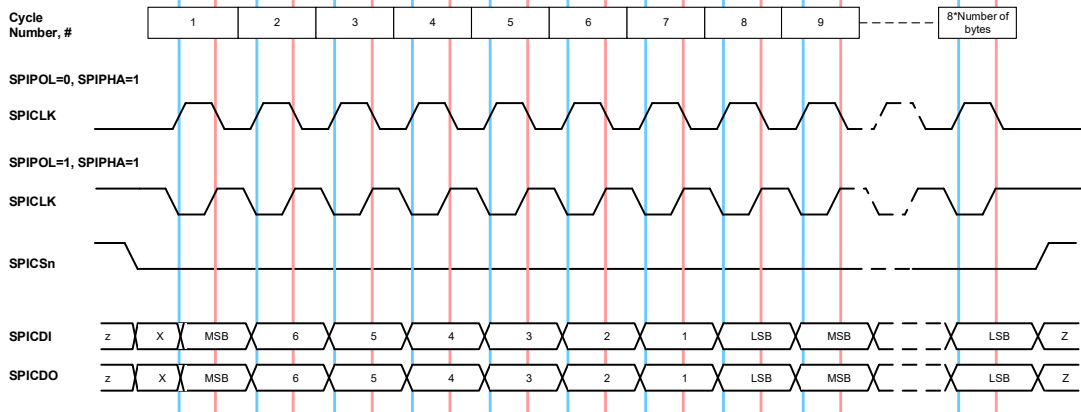 Cycle
Number, #
1 2 3 4 5 6 7 8 9 8*Number of
bytes
SPIPOL=0, SPIPHA=1
SPICLK
SPIPOL=1, SPIPHA=1
SPICLK
SPICSn
SPICDI z X MSB 6 5 4 3 2 1 LSB MSB LSB Z
SPICDO z X MSB 6 5 4 3 2 1 LSB MSB LSB Z